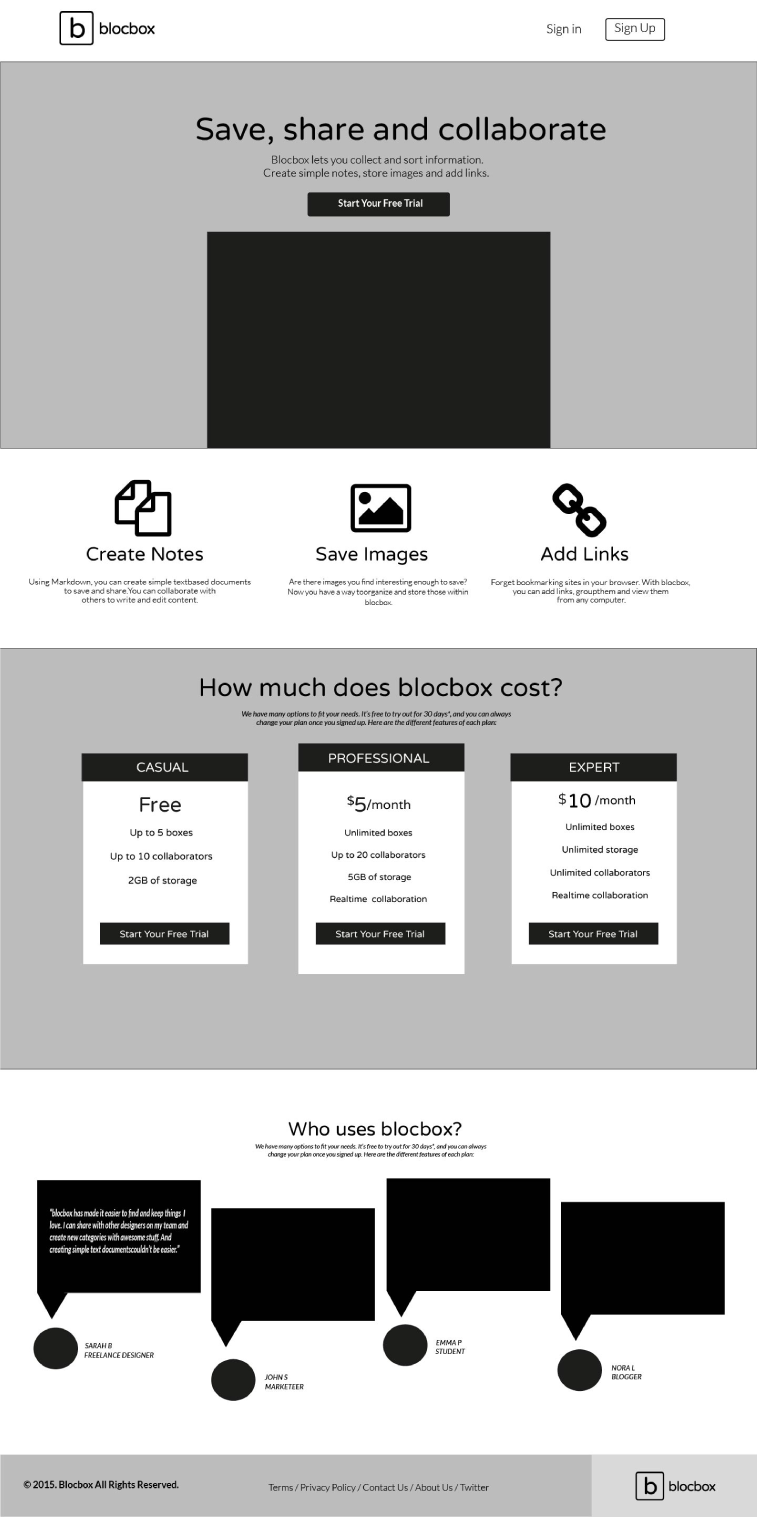 b blocbox
Sign in
Sign Up
Save, share and collaborate
Blocbox lets you collect and sort information.
Create simple notes, store images and add links.
Start Your Free Trial
Create Notes
Using Markdown, you can create simple textbased documents
to save and share.You can collaborate with
others to write and edit content.
Save Images
Are there images you find interesting enough to save?
Now you have a way toorganize and store those within
blocbox.
Add Links
Forget bookmarking sites in your browser. With blocbox,
you can add links, groupthem and view them
from any computer.
How much does blocbox cost?
We have many options to fit your needs. It's free to try out for 30 days*, and you can always
change your plan once you signed up. Here are the different features of each plan:
CASUAL
Free
Up to 5 boxes
Up to 10 collaborators
2GB of storage
Start Your Free Trial
PROFESSIONAL
$5/month
Unlimited boxes
Up to 20 collaborators
5GB of storage
Realtime collaboration
Start Your Free Trial
EXPERT
$10 /month
Unlimited boxes
Unlimited storage
Unlimited collaborators
Realtime collaboration
Start Your Free Trial
Who uses blocbox?
We have many options to fit your needs. It's free to try out for 30 days*, and you can always
change your plan once you signed up. Here are the different features of each plan:
"blocbox has made it easier to find and keep things I
love. I can share with other designers on my team and
create new categories with awesome stuff. And
creating simple text documentscouldn't be easier."
SARAH B
FREELANCE DESIGNER
JOHN S
MARKETEER
EMMA P
STUDENT
NORA L
BLOGGER
© 2015. Blocbox All Rights Reserved.
Terms / Privacy Policy / Contact Us / About Us / Twitter
b blocbox